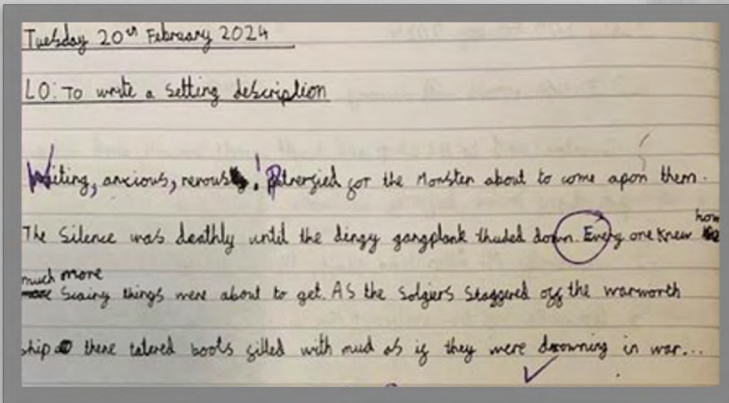 Tuesday 20th February 2024
LO: To write a setting description
Waiting, anxious, nervous! Petrerfied for the Monster about to come apon them.
The Silence was deathly until the dingy gangplank thuded down. Every one knew how
much more Scairy things were about to get. AS the Solgiers Staggered off the warworth
ship there tatered boots filled with mud as if they were drowning in war...